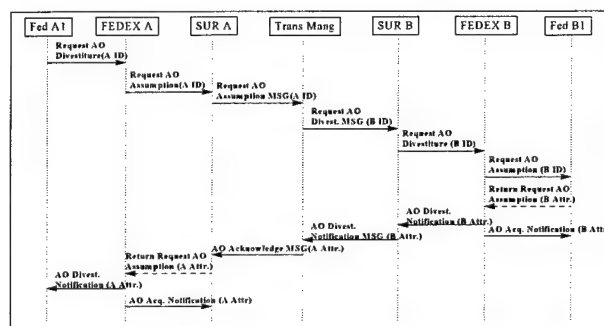 Fed A1 FEDEX A SUR A Trans Mang SUR B FEDEX B Fed B1
Request AO
Divestiture(A ID)
Request AO
Assumption(A ID)
Request AO
Assumption MSG(A ID)
Request AO
Divest. MSG (B ID)
Request AO
Divestiture (B ID)
Request AO
Assumption (B ID)
Return Request AO
Assumption (B Attr.)
AO Divest.
Notification (B Attr.)
AO Acq. Notification (B Attr
AO Divest.
Notification MSG (B Attr.)
AO Acknowledge MSG(A Attr.)
Return Request AO
Assumption (A Attr.)
AO Divest.
Notification (A Attr.)
AO Acq. Notification (A Attr)